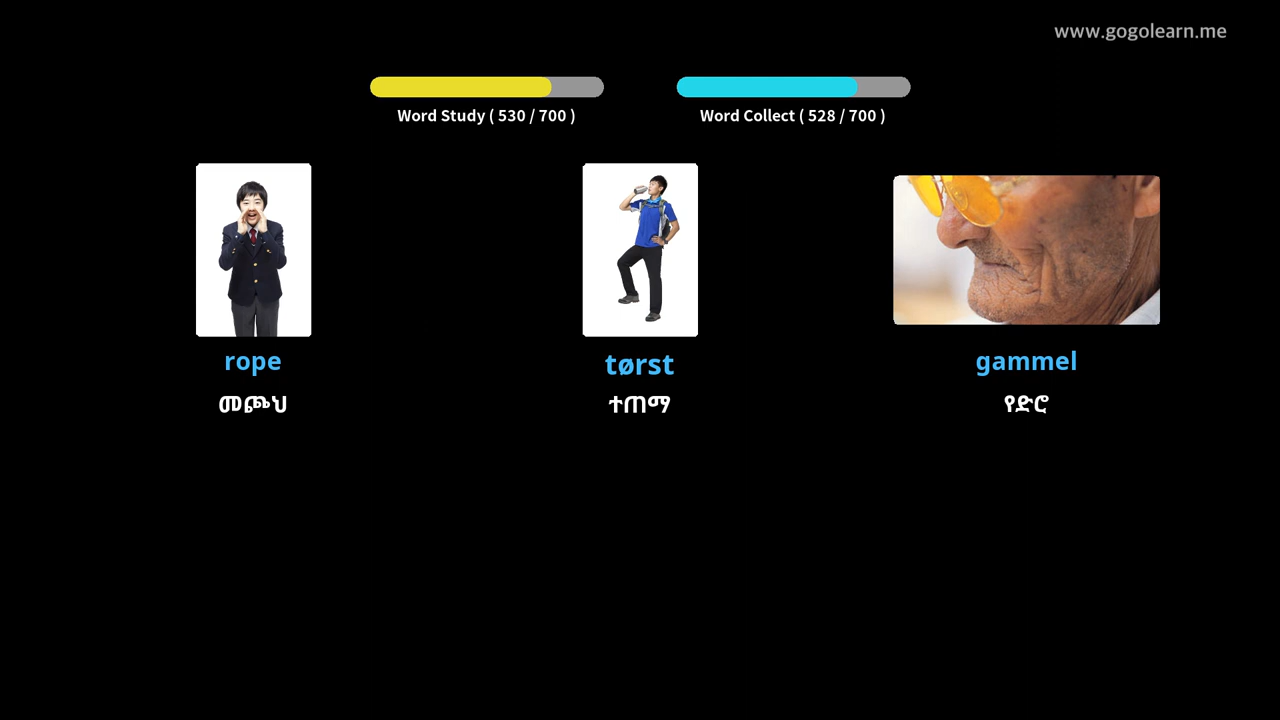 www.gogolearn.me
Word Study ( 530 / 700 )
Word Collect ( 528 / 700 )
rope
tørst
gammel
መጮህ
ተጠማ
የድሮ